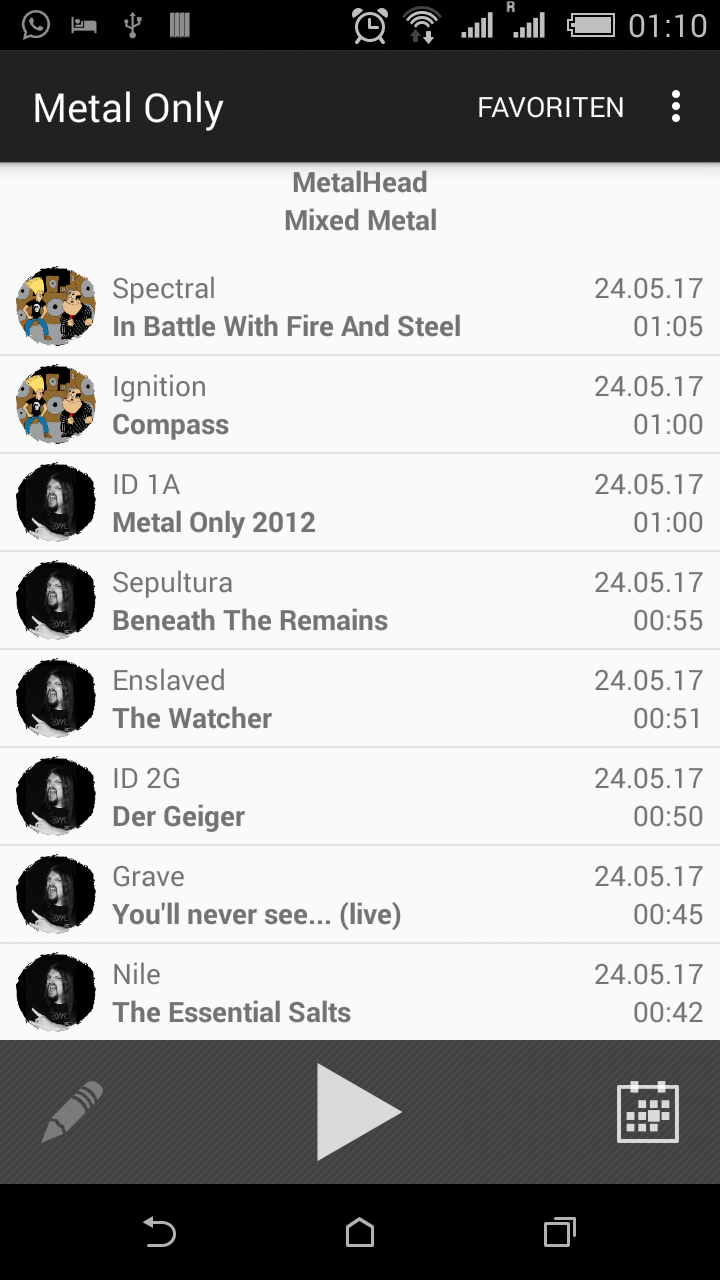 R
01:10
Metal Only
FAVORITEN
MetalHead
Mixed Metal
Spectral 24.05.17
In Battle With Fire And Steel 01:05
Ignition 24.05.17
Compass 01:00
ID 1A 24.05.17
Metal Only 2012 01:00
Sepultura 24.05.17
Beneath The Remains 00:55
Enslaved 24.05.17
The Watcher 00:51
ID 2G 24.05.17
Der Geiger 00:50
Grave 24.05.17
You'll never see... (live) 00:45
Nile 24.05.17
The Essential Salts 00:42